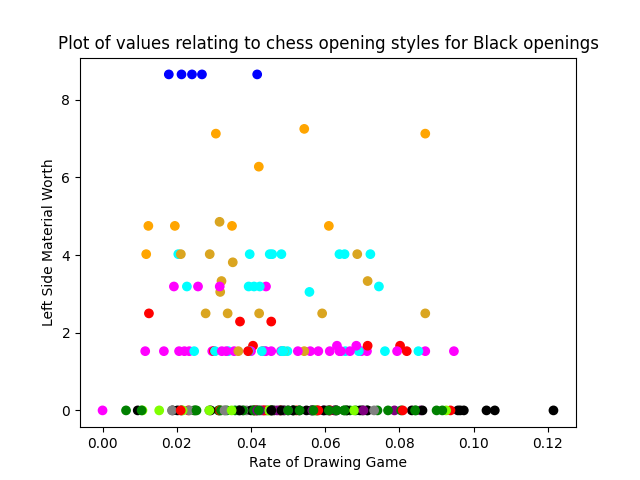 Plot of values relating to chess opening styles for Black openings
Left Side Material Worth
8
6
4
2
0
0.00 0.02 0.04 0.06 0.08 0.10 0.12
Rate of Drawing Game